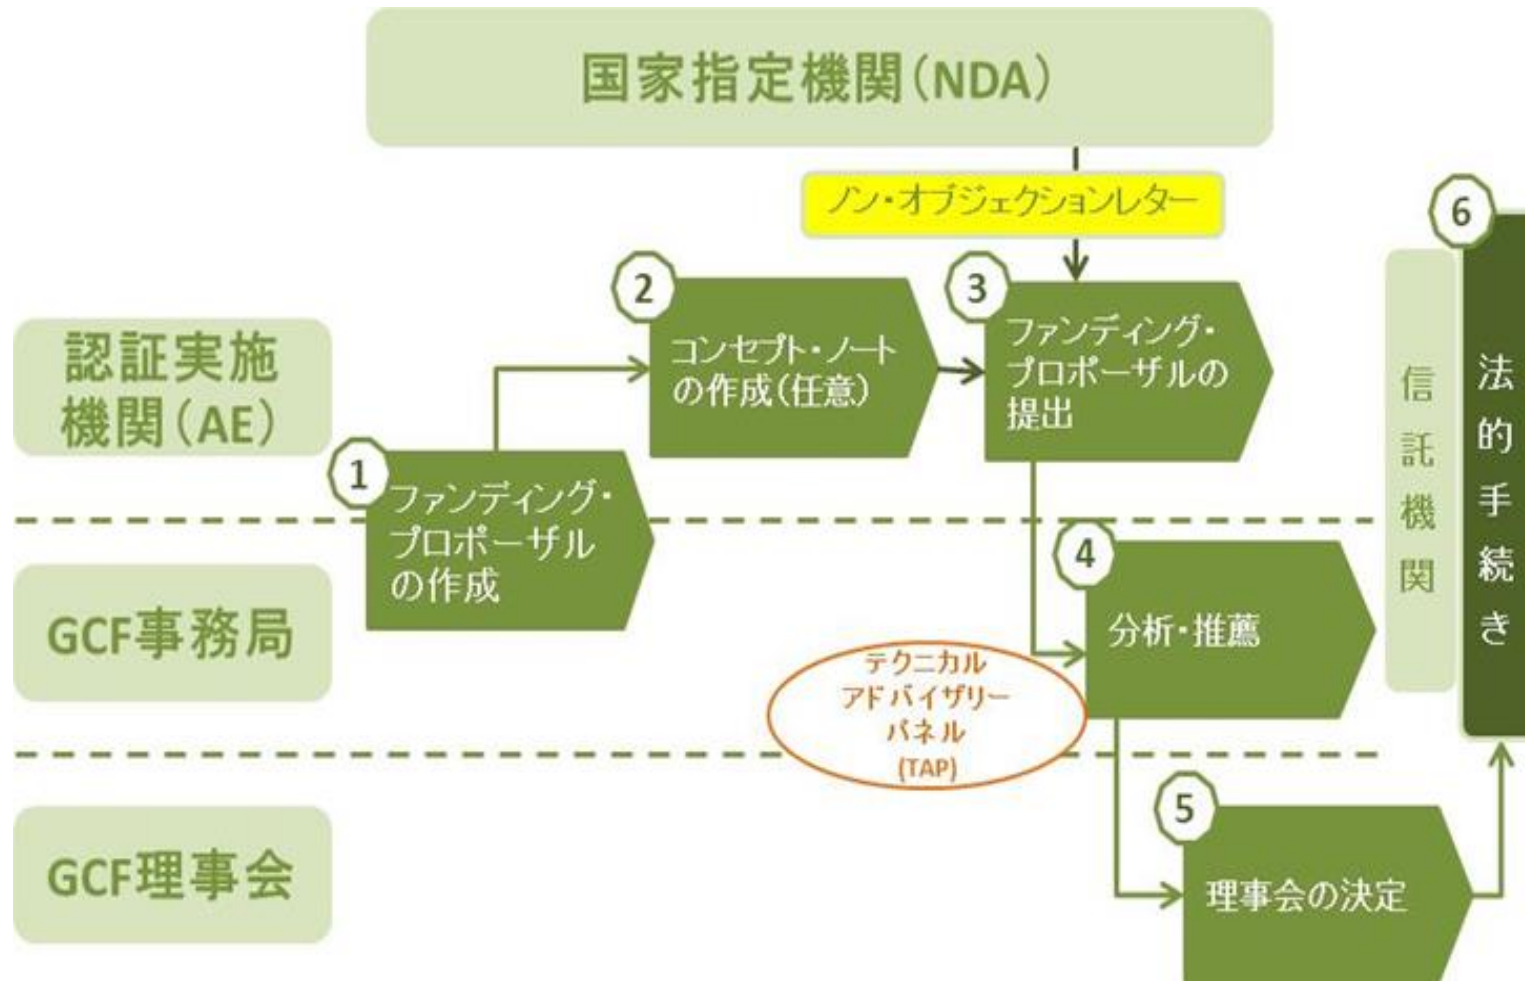 国家指定機関(NDA)
ノン・オブジェクションレター
6
2
3
コンセプト・ノート
の作成(任意)
ファンディング・
プロポーザルの
提出
認証実施
機関(AE)
1
ファンディング・
プロポーザル
の作成
信託機関
法的手続き
4
GCF事務局
分析・推薦
テクニカル
アドバイザリー
パネル
(TAP)
5
GCF理事会
理事会の決定